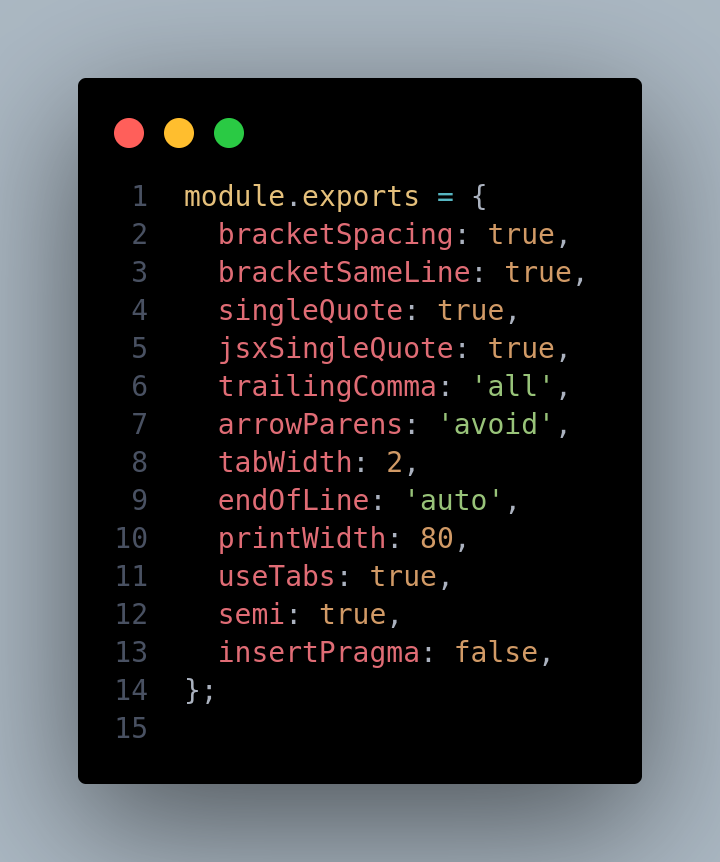 1 module.exports = {
2   bracketSpacing: true,
3   bracketSameLine: true,
4   singleQuote: true,
5   jsxSingleQuote: true,
6   trailingComma: 'all',
7   arrowParens: 'avoid',
8   tabWidth: 2,
9   endOfLine: 'auto',
10   printWidth: 80,
11   useTabs: true,
12   semi: true,
13   insertPragma: false,
14 };
15